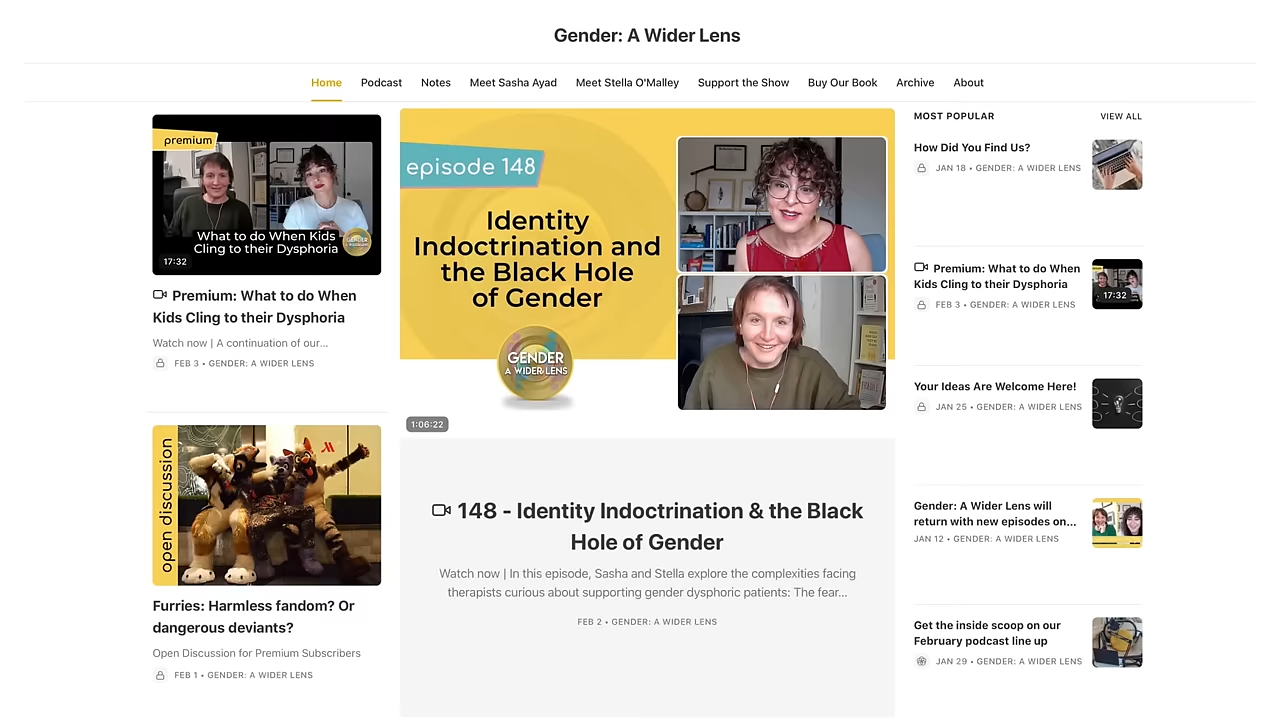 Gender: A Wider Lens
Home Podcast Notes Meet Sasha Ayad Meet Stella O'Malley Support the Show Buy Our Book Archive About
premium
What to do When Kids
Cling to their Dysphoria
GENDER
17:32
Premium: What to do When
Kids Cling to their Dysphoria
Watch now | A continuation of our...
FEB 3 • GENDER: A WIDER LENS
open discussion
Furries: Harmless fandom? Or
dangerous deviants?
Open Discussion for Premium Subscribers
FEB 1 • GENDER: A WIDER LENS
episode 148
Identity
Indoctrination and
the Black Hole
of Gender
GENDER
A WIDER LENS
1:06:22
148 - Identity Indoctrination & the Black
Hole of Gender
Watch now | In this episode, Sasha and Stella explore the complexities facing
therapists curious about supporting gender dysphoric patients: The fear...
FEB 2 • GENDER: A WIDER LENS
MOST POPULAR
VIEW ALL
How Did You Find Us?
JAN 18 • GENDER: A WIDER LENS
Premium: What to do When
Kids Cling to their Dysphoria
FEB 3 • GENDER: A WIDER LENS
17:32
Your Ideas Are Welcome Here!
JAN 25 • GENDER: A WIDER LENS
Gender: A Wider Lens will
return with new episodes on...
JAN 12 • GENDER: A WIDER LENS
Get the inside scoop on our
February podcast line up
JAN 29 • GENDER: A WIDER LENS